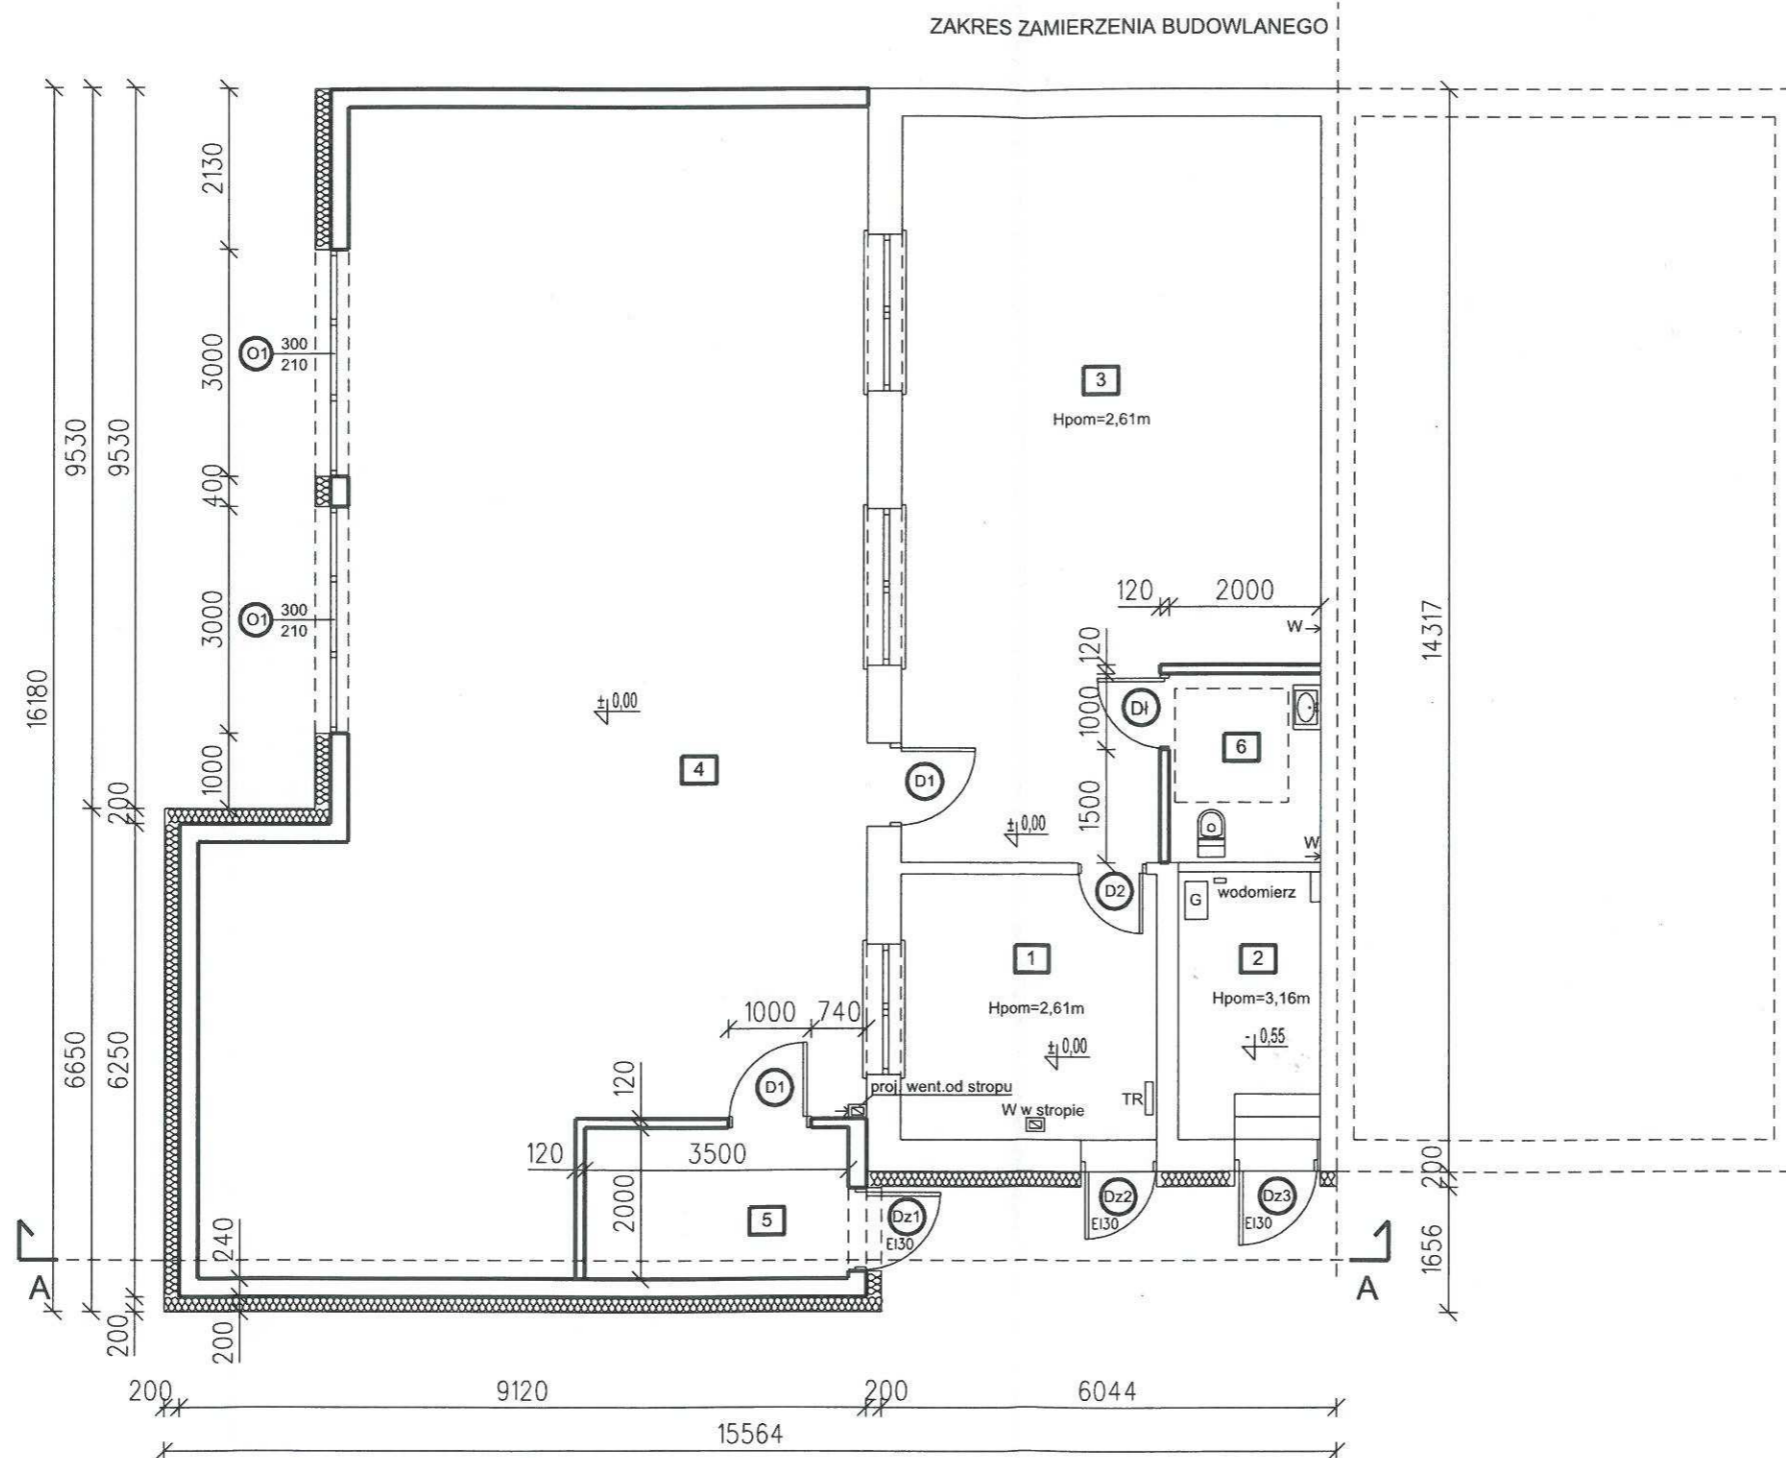 ZAKRES ZAMIERZENIA BUDOWLANEGO
2130
3000
O1 300
210
400
3000
O1 300
210
1000
9530
9530
16180
200
6650
6250
240
200
200
3
Hpom=2,61m
120 2000
W
120
1000
1500
Dł
6
W
14317
±0,00
4
D1
±0,00
D2
G
wodomierz
1
2
Hpom=2,61m
Hpom=3,16m
±0,00
-0,55
1000 740
120
D1
proj. went.od stropu
W w stropie
TR
120 3500
2000
5
Dz1
EI30
Dz2
EI30
Dz3
EI30
200
1656
A
A
200 9120 200 6044
15564